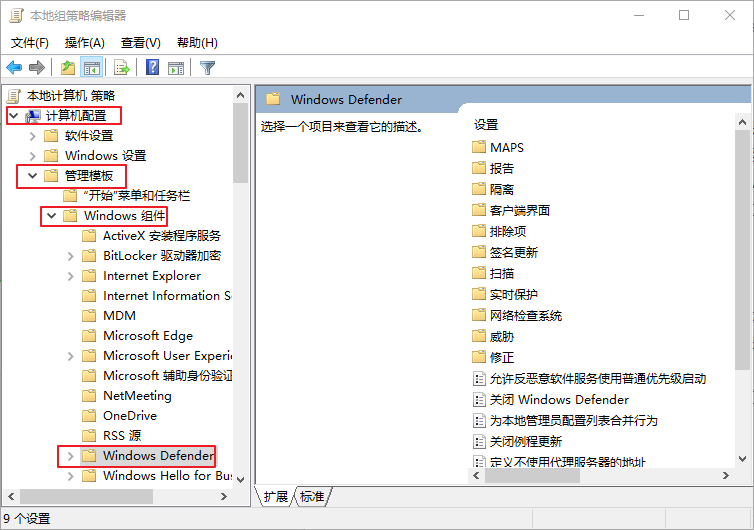 本地组策略编辑器
文件(F) 操作(A) 查看(V) 帮助(H)
本地计算机 策略
计算机配置
软件设置
Windows 设置
管理模板
"开始"菜单和任务栏
Windows 组件
ActiveX 安装程序服务
BitLocker 驱动器加密
Internet Explorer
Internet Information Se
MDM
Microsoft Edge
Microsoft User Experie
Microsoft 辅助身份验证
NetMeeting
OneDrive
RSS 源
Windows Defender
Windows Hello for Bus
Windows Defender
选择一个项目来查看它的描述。
设置
MAPS
报告
隔离
客户端界面
排除项
签名更新
扫描
实时保护
网络检查系统
威胁
修正
允许反恶意软件服务使用普通优先级启动
关闭 Windows Defender
为本地管理员配置列表合并行为
关闭例程更新
定义不使用代理服务器的地址
扩展 标准
9 个设置